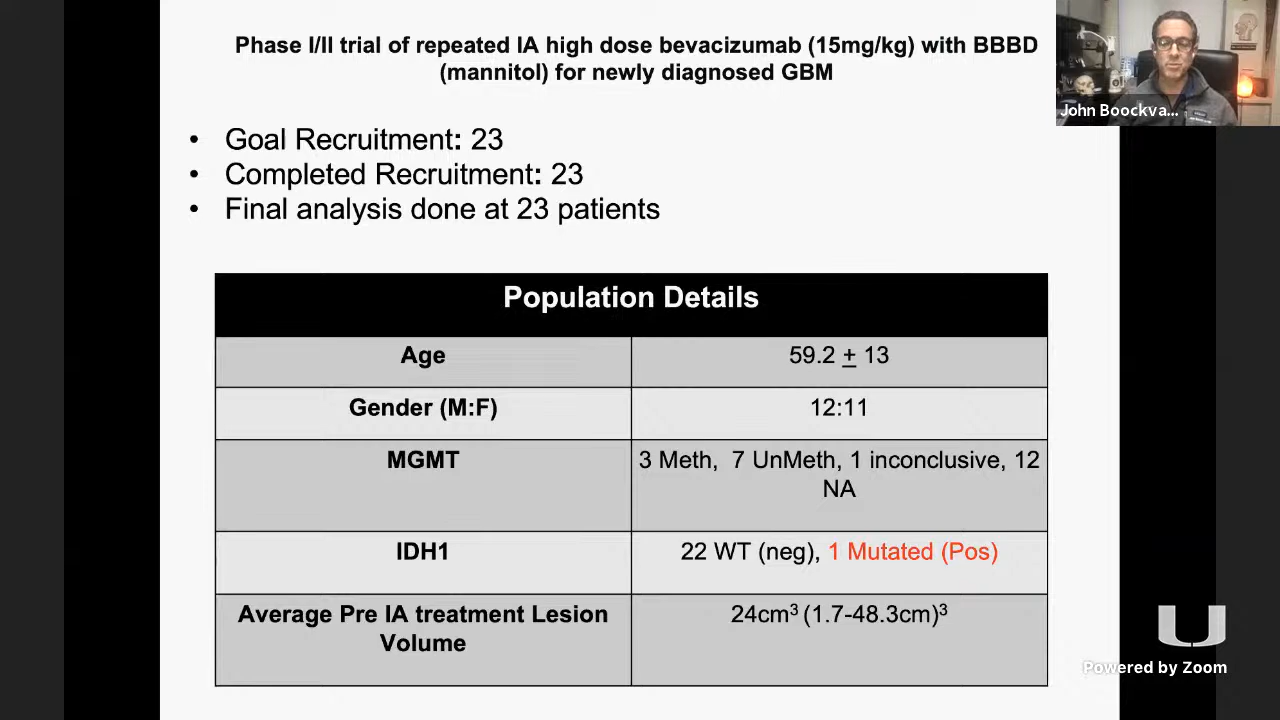 Phase I/II trial of repeated IA high dose bevacizumab (15mg/kg) with BBBD
(mannitol) for newly diagnosed GBM
John Boockva...
• Goal Recruitment: 23
• Completed Recruitment: 23
• Final analysis done at 23 patients
Population Details
Age 59.2 ± 13
Gender (M:F) 12:11
MGMT 3 Meth, 7 UnMeth, 1 inconclusive, 12
NA
IDH1 22 WT (neg), 1 Mutated (Pos)
Average Pre IA treatment Lesion
Volume
24cm³ (1.7-48.3cm)³
U
Powered by Zoom